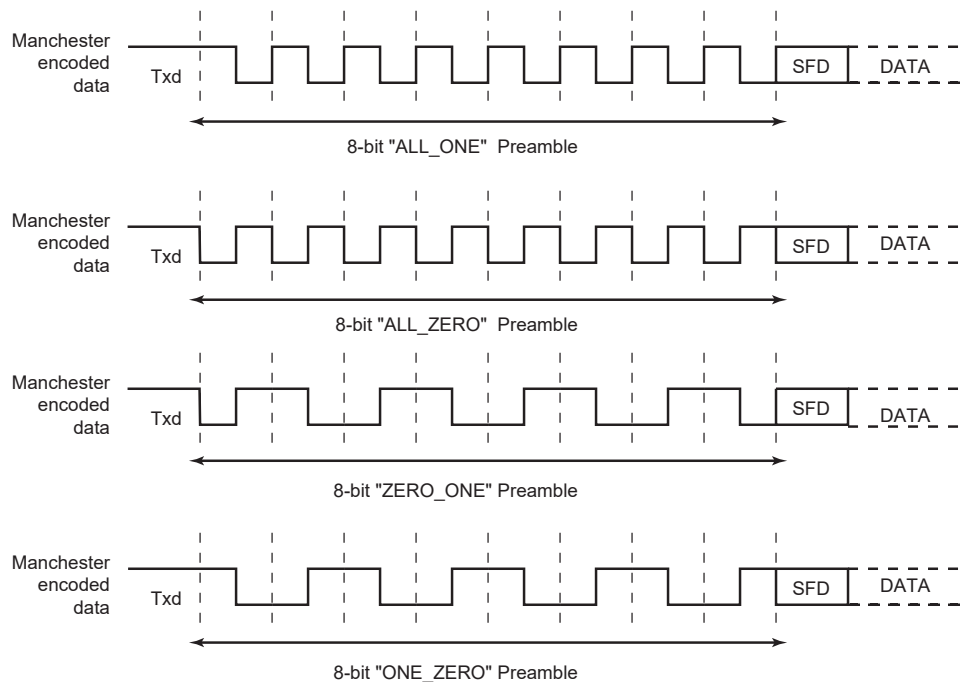 Manchester
encoded
data
Txd
SFD
DATA
8-bit "ALL_ONE" Preamble
Manchester
encoded
data
Txd
SFD
DATA
8-bit "ALL_ZERO" Preamble
Manchester
encoded
data
Txd
SFD
DATA
8-bit "ZERO_ONE" Preamble
Manchester
encoded
data
Txd
SFD
DATA
8-bit "ONE_ZERO" Preamble